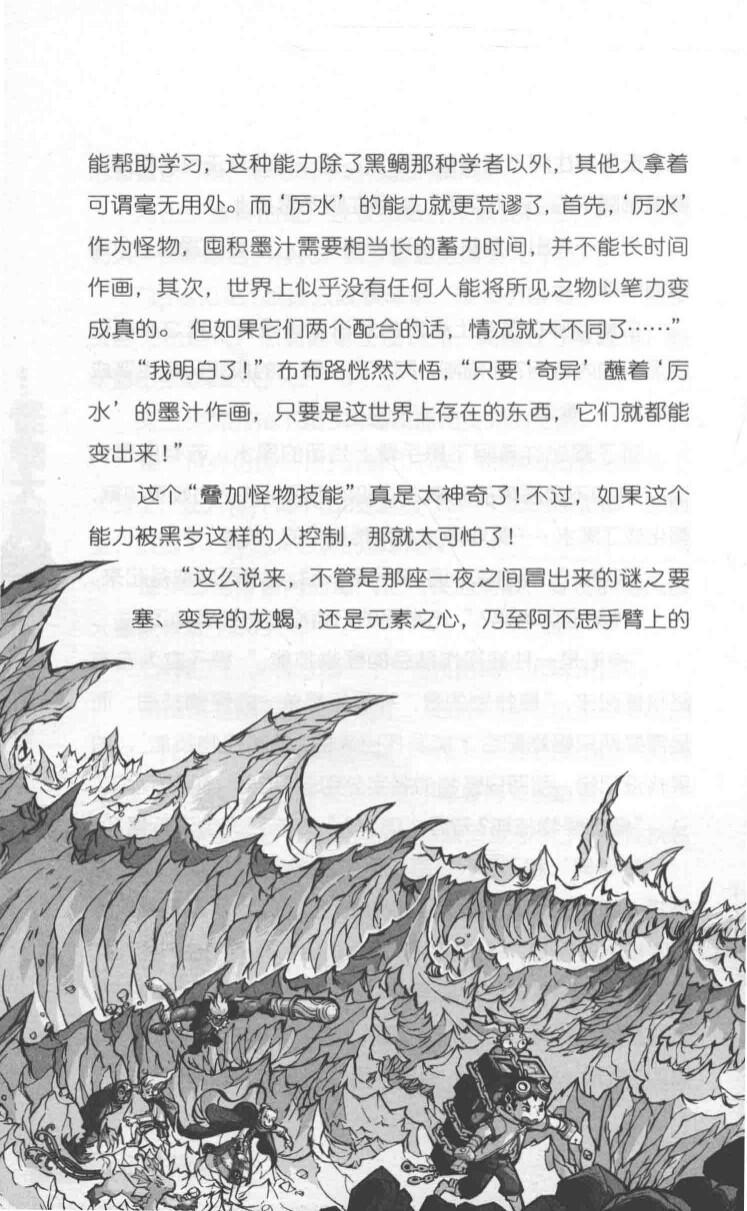 能帮助学习，这种能力除了黑鲷那种学者以外，其他人拿着
可谓毫无用处。而‘厉水’的能力就更荒谬了，首先，‘厉水’
作为怪物，囤积墨汁需要相当长的蓄力时间，并不能长时间
作画，其次，世界上似乎没有任何人能将所见之物以笔力变
成真的。但如果它们两个配合的话，情况就大不同了……”
“我明白了！”布布路恍然大悟，“只要‘奇异’蘸着‘厉
水’的墨汁作画，只要是这世界上存在的东西，它们就都能
变出来！”
这个“叠加怪物技能”真是太神奇了！不过，如果这个
能力被黑岁这样的人控制，那就太可怕了！
“这么说来，不管是那座一夜之间冒出来的谜之要
塞、变异的龙蝎，还是元素之心，乃至阿不思手臂上的